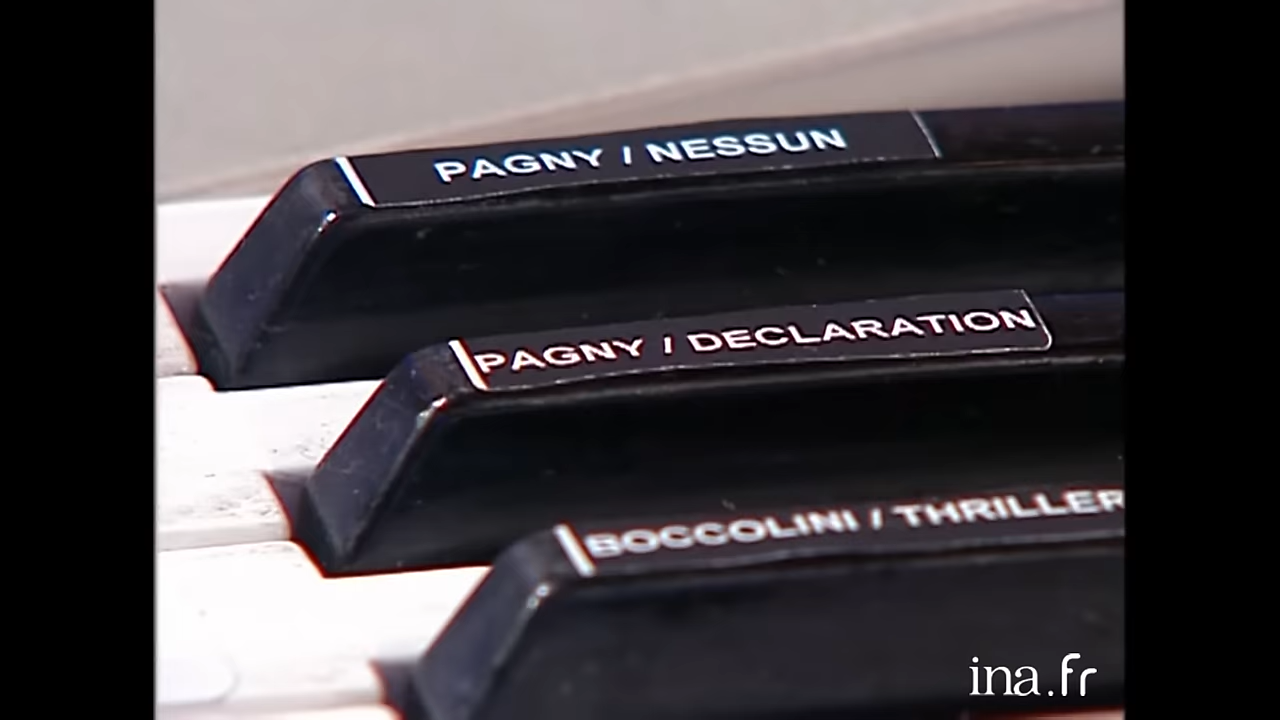 PAGNY / NESSUN
PAGNY / DECLARATION
BOCCOLINI / THRILLER
ina.fr